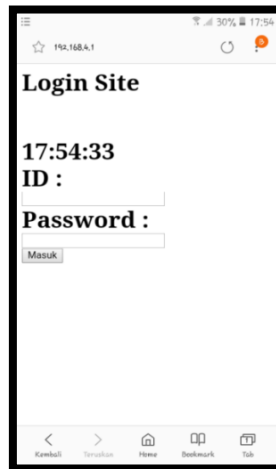 30% 17:54
192.168.4.1
5
Login Site
17:54:33
ID :
Password :
Masuk
Kembali Teruskan Home Bookmark Tab